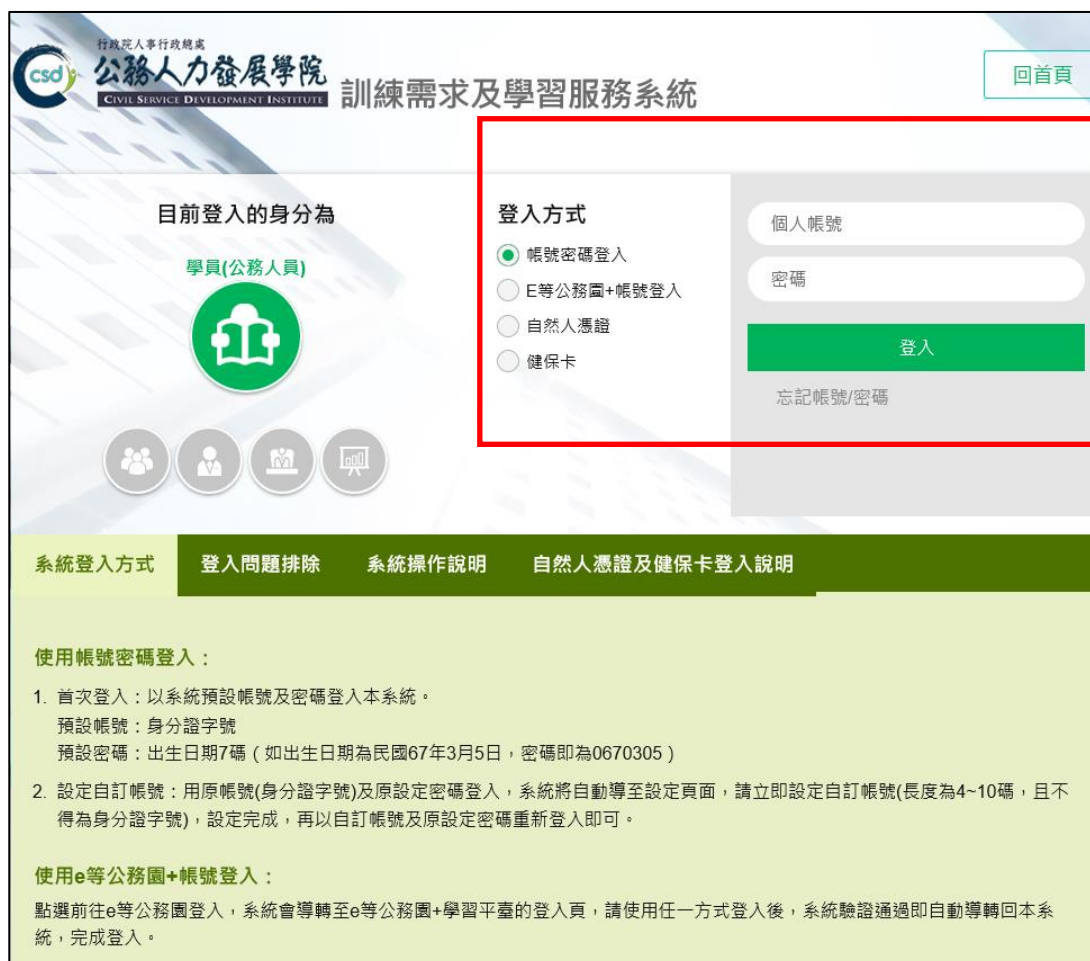 行政院人事行政總處
csd
公務人力發展學院
CIVIL SERVICE DEVELOPMENT INSTITUTE
訓練需求及學習服務系統
回首頁
目前登入的身分為
學員(公務人員)
登入方式
帳號密碼登入
E等公務園+帳號登入
自然人憑證
健保卡
個人帳號
密碼
登入
忘記帳號/密碼
系統登入方式
登入問題排除
系統操作說明
自然人憑證及健保卡登入說明
使用帳號密碼登入：
1. 首次登入：以系統預設帳號及密碼登入本系統。
預設帳號：身分證字號
預設密碼：出生日期7碼（如出生日期為民國67年3月5日，密碼即為0670305）
2. 設定自訂帳號：用原帳號(身分證字號)及原設定密碼登入，系統將自動導至設定頁面，請立即設定自訂帳號(長度為4~10碼，且不
得為身分證字號)，設定完成，再以自訂帳號及原設定密碼重新登入即可。
使用e等公務園+帳號登入：
點選前往e等公務園登入，系統會導轉至e等公務園+學習平臺的登入頁，請使用任一方式登入後，系統驗證通過即自動導轉回本系
統，完成登入。